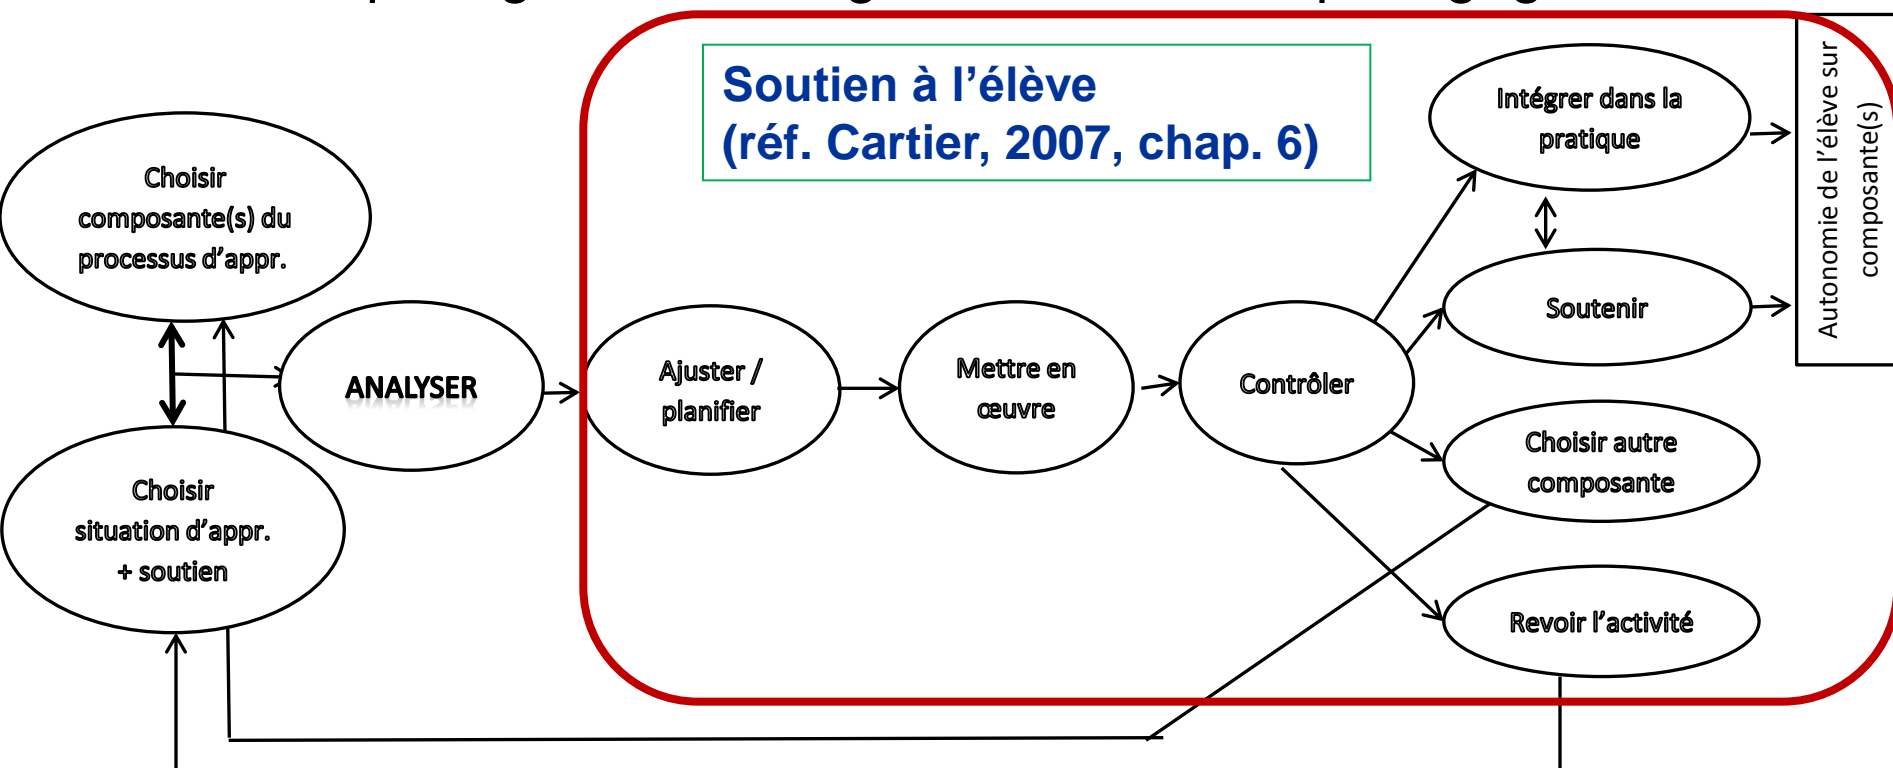 Soutien à l’élève
(réf. Cartier, 2007, chap. 6)
Choisir
composante(s) du
processus d’appr.
Choisir
situation d’appr.
+ soutien
ANALYSER
Ajuster /
planifier
Mettre en
œuvre
Contrôler
Intégrer dans la
pratique
Soutenir
Choisir autre
composante
Revoir l’activité
Autonomie de l’élève sur
composante(s)